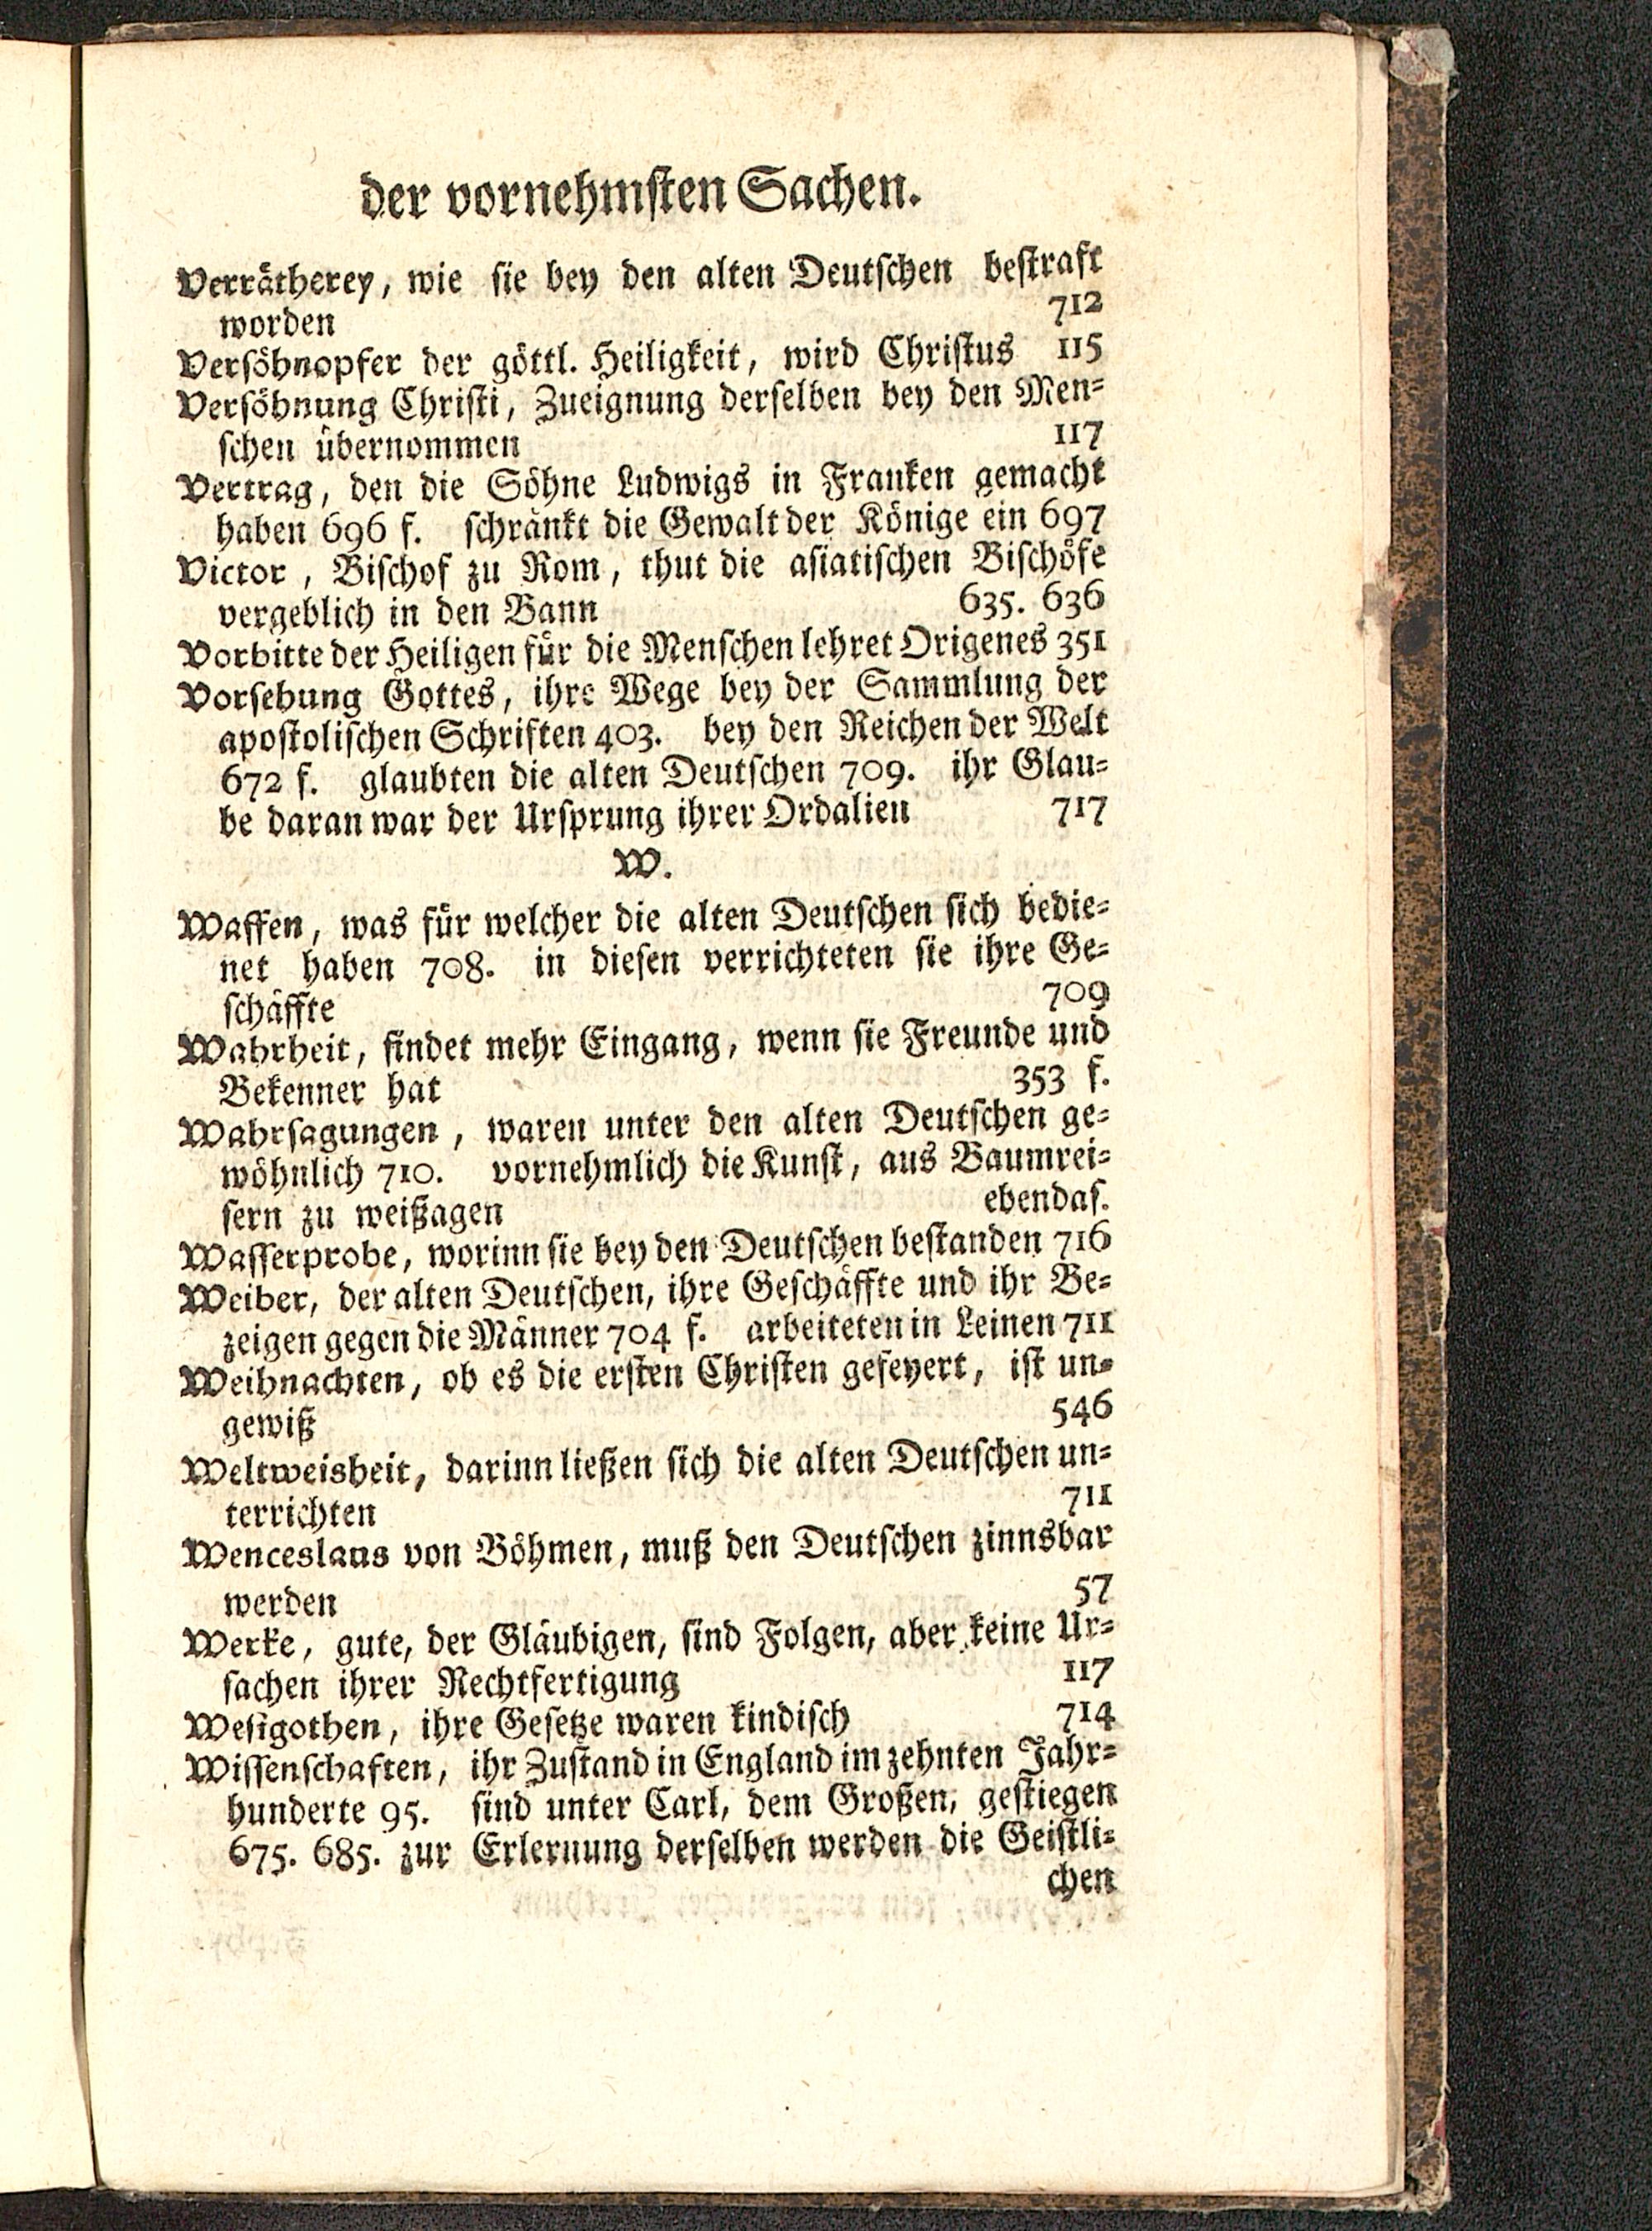 der vornehmsten Sachen.
Verrätherey, wie sie bey den alten Deutschen bestraft
worden 712
Versöhnopfer der göttl. Heiligkeit, wird Christus 115
Versöhnung Christi, Zueignung derselben bey den Men-
schen übernommen 117
Vertrag, den die Söhne Ludwigs in Franken gemacht
haben 696 f. schränkt die Gewalt der Könige ein 697
Victor, Bischof zu Rom, thut die asiatischen Bischöfe
vergeblich in den Bann 635. 636
Vorbitte der Heiligen für die Menschen lehret Origenes 351
Vorsehung Gottes, ihre Wege bey der Sammlung der
apostolischen Schriften 403. bey den Reichen der Welt
672 f. glaubten die alten Deutschen 709. ihr Glau-
be daran war der Ursprung ihrer Ordalien 717
W.
Waffen, was für welcher die alten Deutschen sich bedie-
net haben 708. in diesen verrichteten sie ihre Ge-
schäffte 709
Wahrheit, findet mehr Eingang, wenn sie Freunde und
Bekenner hat 353 f.
Wahrsagungen, waren unter den alten Deutschen ge-
wöhnlich 710. vornehmlich die Kunst, aus Baumrei-
sern zu weißagen ebendas.
Wasserprobe, worinn sie bey den Deutschen bestanden 716
Weiber, der alten Deutschen, ihre Geschäffte und ihr Be-
zeigen gegen die Männer 704 f. arbeiteten in Leinen 711
Weihnachten, ob es die ersten Christen gefeyert, ist un-
gewiß 546
Weltweisheit, darinn ließen sich die alten Deutschen un-
terrichten 711
Wenceslaus von Böhmen, muß den Deutschen zinnsbar
werden 57
Werke, gute, der Gläubigen, sind Folgen, aber keine Ur-
sachen ihrer Rechtfertigung 117
Wesigothen, ihre Gesetze waren kindisch 714
Wissenschaften, ihr Zustand in England im zehnten Jahr-
hunderte 95. sind unter Carl, dem Großen, gestiegen
675. 685. zur Erlernung derselben werden die Geistli-
chen